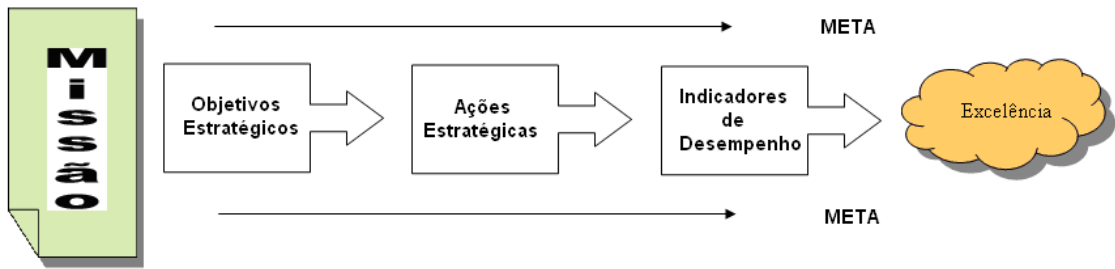 Missão
META
Objetivos
Estratégicos
Ações
Estratégicas
Indicadores
de
Desempenho
Excelência
META